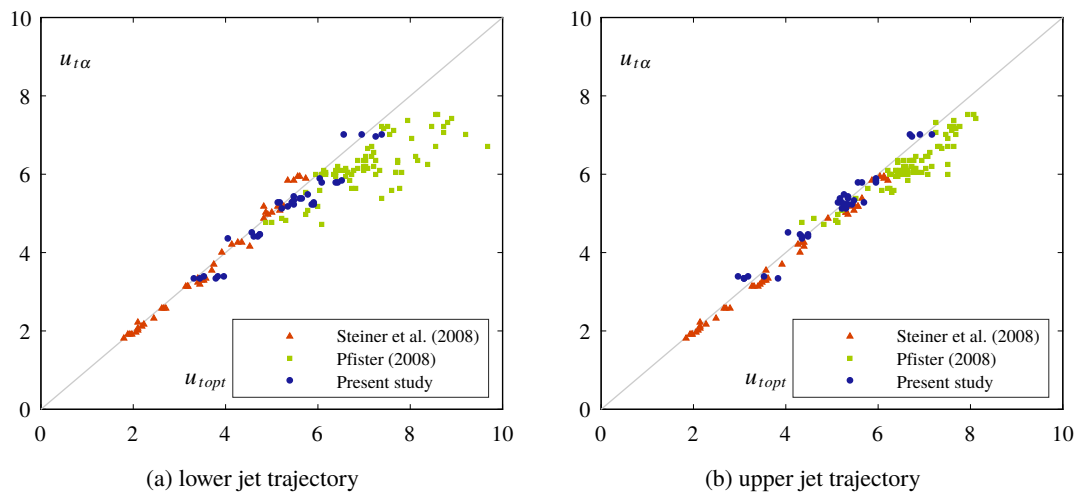 10
8
6
4
2
0
0 2 4 6 8 10
u_{tα}
u_{topt}
Steiner et al. (2008)
Pfister (2008)
Present study
(a) lower jet trajectory
10
8
6
4
2
0
0 2 4 6 8 10
u_{tα}
u_{topt}
Steiner et al. (2008)
Pfister (2008)
Present study
(b) upper jet trajectory